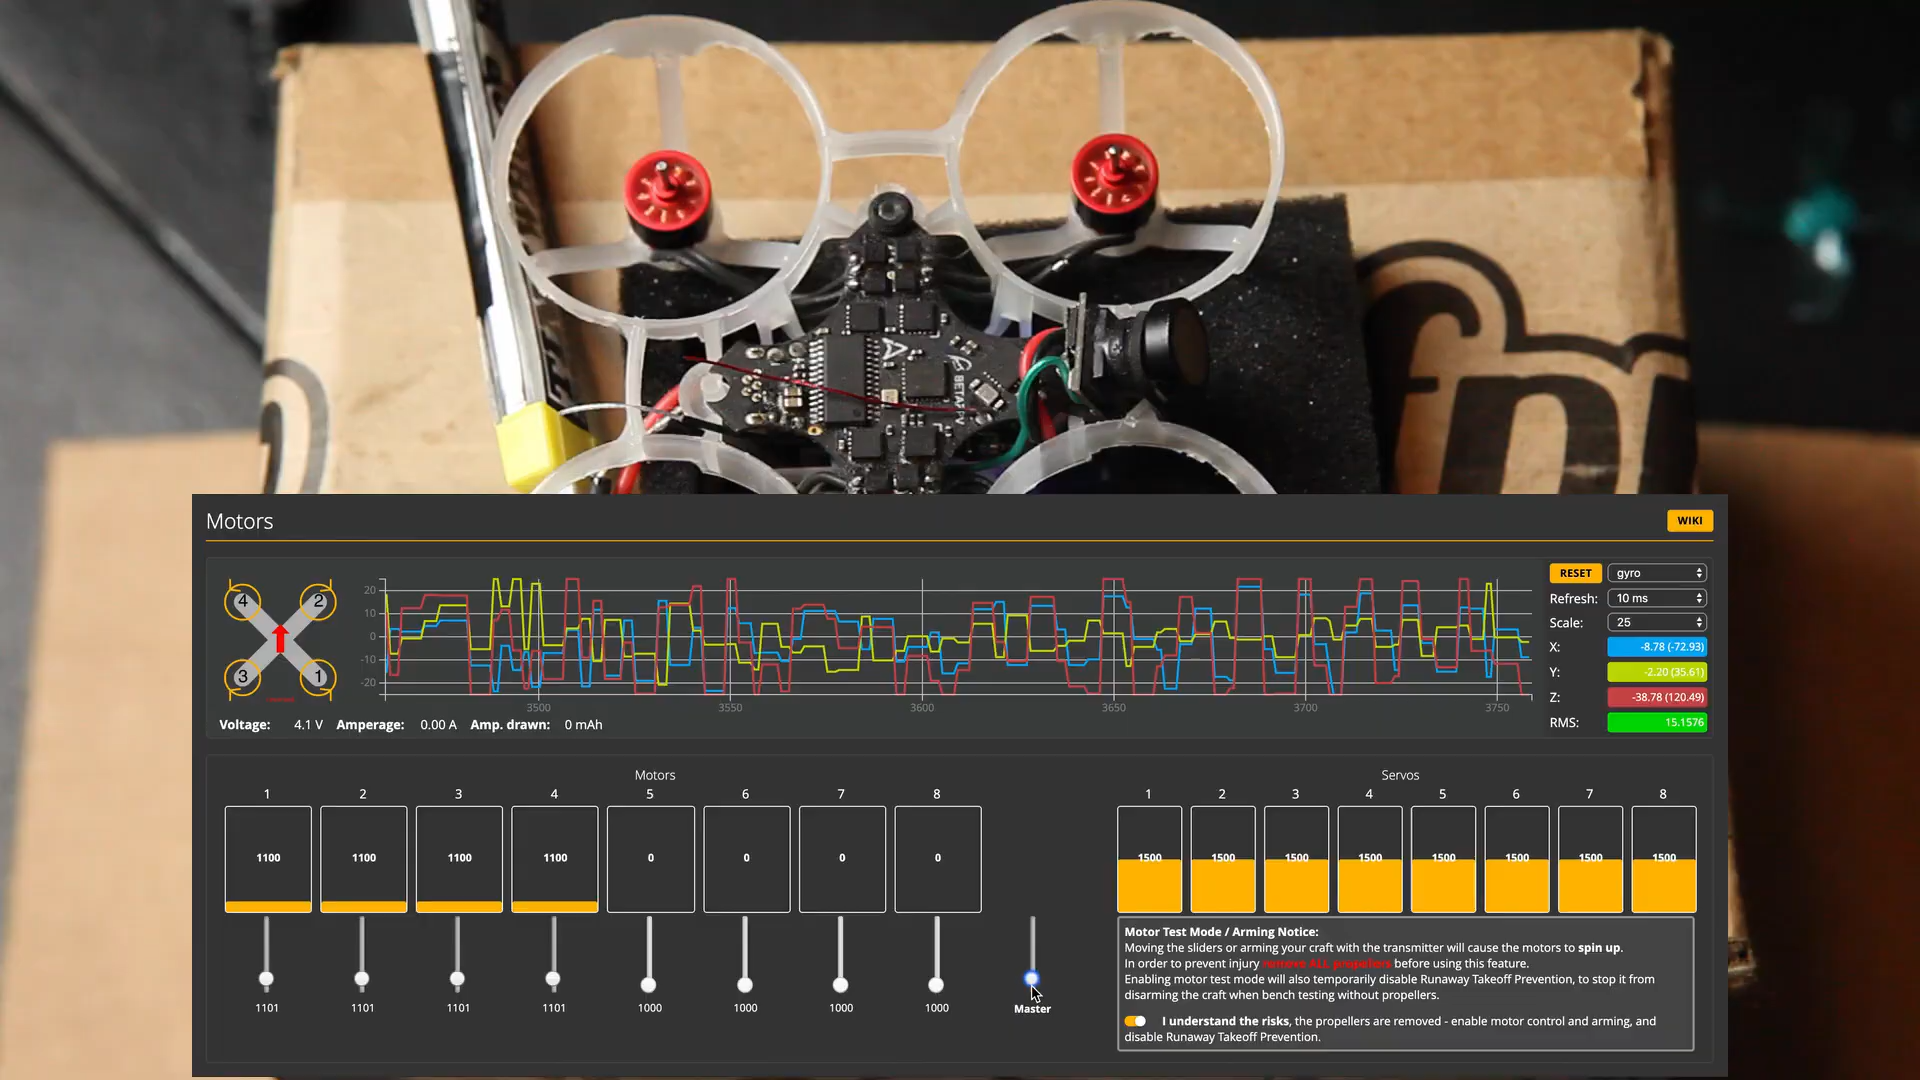 BETAFPV
fp
Motors
WIKI
4
2
3
1
20
10
0
-10
-20
3500
3550
3600
3650
3700
3750
RESET
gyro
Refresh:
10 ms
Scale:
25
X:
-8.78 (-72.93)
Y:
-2.20 (35.61)
Z:
-38.78 (120.49)
RMS:
15.1576
Voltage: 4.1 V Amperage: 0.00 A Amp. drawn: 0 mAh
Motors
1 2 3 4 5 6 7 8
1100 1100 1100 1100 0 0 0 0
1101 1101 1101 1101 1000 1000 1000 1000 Master
Servos
1 2 3 4 5 6 7 8
1500 1500 1500 1500 1500 1500 1500 1500
Motor Test Mode / Arming Notice:
Moving the sliders or arming your craft with the transmitter will cause the motors to spin up.
In order to prevent injury remove ALL propellers before using this feature.
Enabling motor test mode will also temporarily disable Runaway Takeoff Prevention, to stop it from
disarming the craft when bench testing without propellers.
I understand the risks, the propellers are removed - enable motor control and arming, and
disable Runaway Takeoff Prevention.